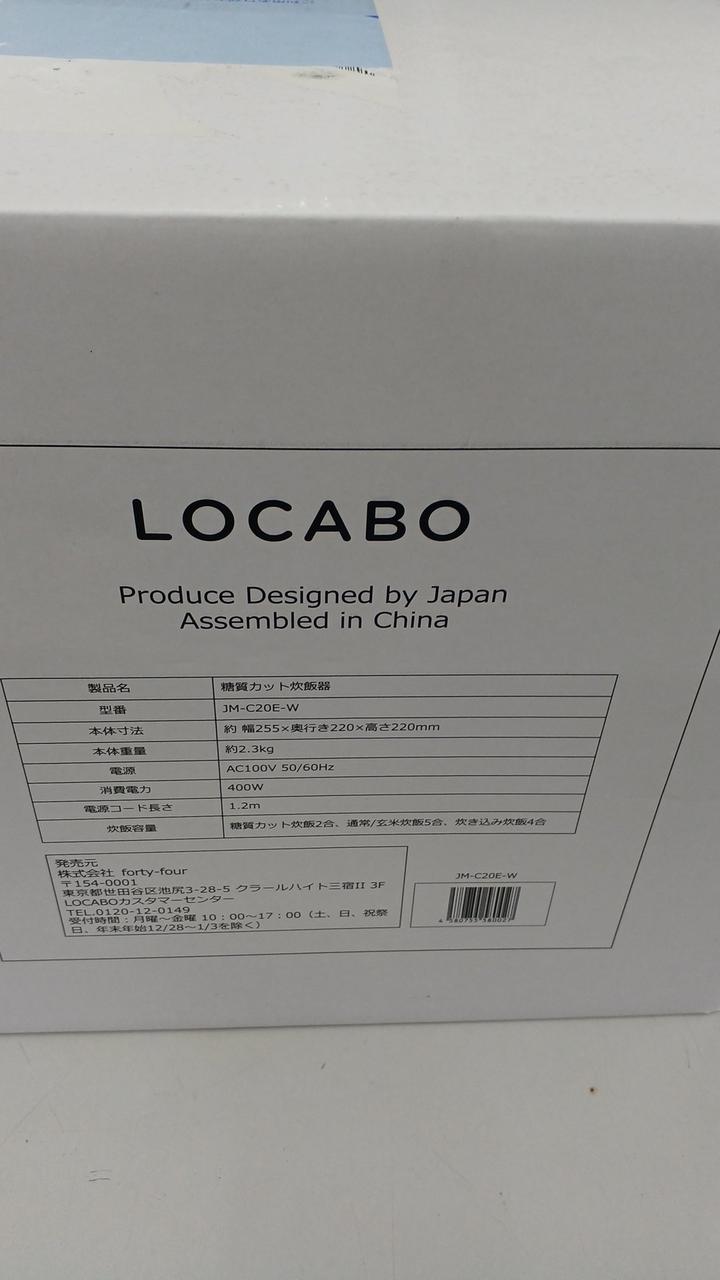 LOCABO
Produce Designed by Japan
Assembled in China
製品名 糖質カット炊飯器
型番 JM-C20E-W
本体寸法 約 幅255×奥行き220×高さ220mm
本体重量 約2.3kg
電源 AC100V 50/60Hz
消費電力 400W
電源コード長さ 1.2m
炊飯容量 糖質カット炊飯2合、通常/玄米炊飯5合、炊き込み炊飯4合
発売元
株式会社 forty-four
〒154-0001
東京都世田谷区池尻3-28-5 クラールハイト三宿II 3F
LOCABOカスタマーセンター
TEL.0120-12-0149
受付時間：月曜～金曜 10：00～17：00（土、日、祝祭
日、年末年始12/28～1/3を除く）
JM-C20E-W